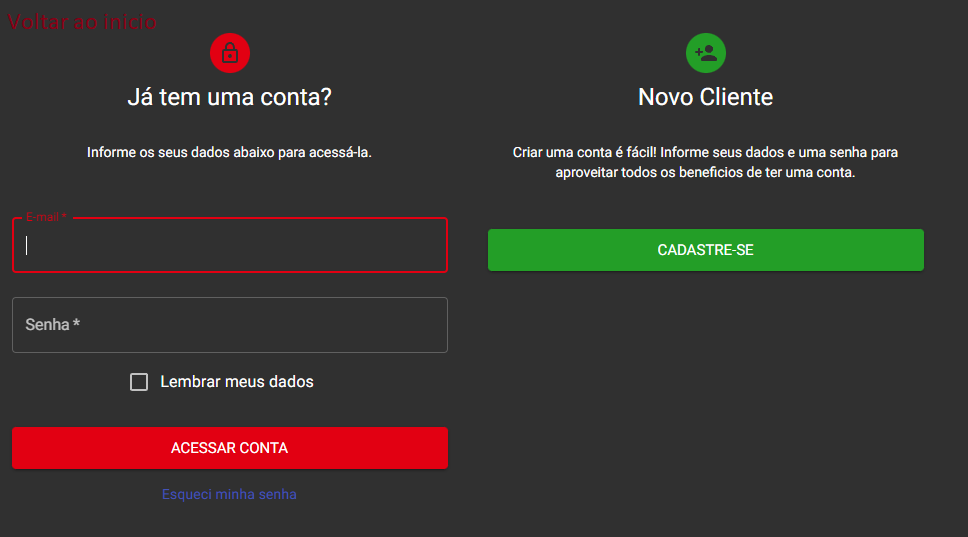 Voltar ao início
Já tem uma conta?
Informe os seus dados abaixo para acessá-la.
E-mail *
Senha *
Lembrar meus dados
ACESSAR CONTA
Esqueci minha senha
Novo Cliente
Criar uma conta é fácil! Informe seus dados e uma senha para
aproveitar todos os beneficios de ter uma conta.
CADASTRE-SE